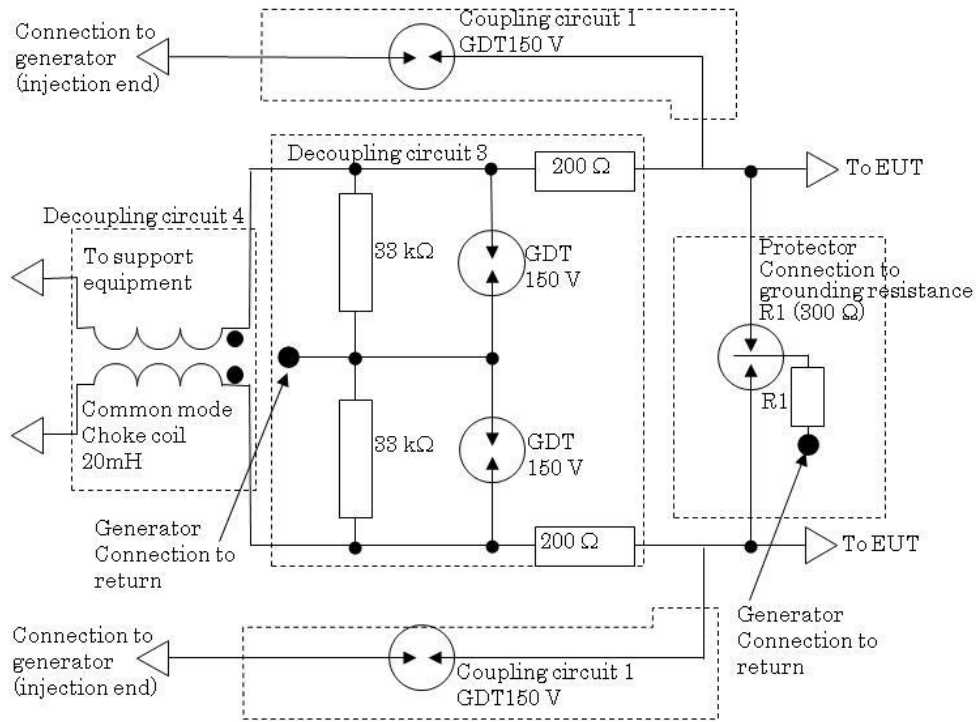 Connection to
generator
(injection end)
Coupling circuit 1
GDT150 V
Decoupling circuit 3
200 Ω
To EUT
Decoupling circuit 4
To support
equipment
33 kΩ
GDT
150 V
Protector
Connection to
grounding resistance
R1 (300 Ω)
R1
Common mode
Choke coil
20mH
33 kΩ
GDT
150 V
Generator
Connection to
return
200 Ω
To EUT
Generator
Connection to
return
Connection to
generator
(injection end)
Coupling circuit 1
GDT150 V